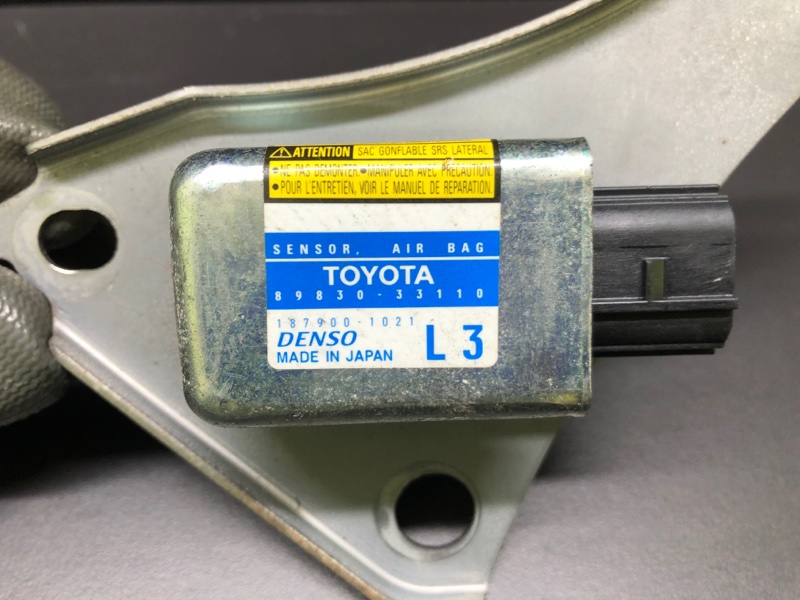 ATTENTION SAC GONFLABLE SRS LATERAL
•NE PAS DEMONTER •MANIPULER AVEC PRECAUTION.
•POUR L'ENTRETIEN, VOIR LE MANUEL DE REPARATION.
SENSOR, AIR BAG
TOYOTA
89830-33110
187900-1021
DENSO
MADE IN JAPAN
L3